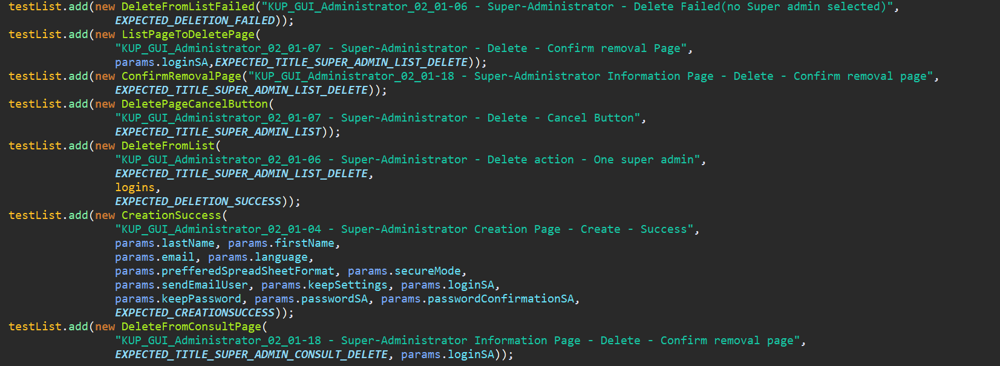 testList.add(new DeleteFromListFailed("KUP_GUI_Administrator_02_01-06 - Super-Administrator - Delete Failed(no Super admin selected)",
EXPECTED_DELETION_FAILED));
testList.add(new ListPageToDeletePage(
"KUP_GUI_Administrator_02_01-07 - Super-Administrator - Delete - Confirm removal Page",
params.loginSA,EXPECTED_TITLE_SUPER_ADMIN_LIST_DELETE));
testList.add(new ConfirmRemovalPage("KUP_GUI_Administrator_02_01-18 - Super-Administrator Information Page - Delete - Confirm removal page",
EXPECTED_TITLE_SUPER_ADMIN_LIST_DELETE));
testList.add(new DeletePageCancelButton(
"KUP_GUI_Administrator_02_01-07 - Super-Administrator - Delete - Cancel Button",
EXPECTED_TITLE_SUPER_ADMIN_LIST));
testList.add(new DeleteFromList(
"KUP_GUI_Administrator_02_01-06 - Super-Administrator - Delete action - One super admin",
EXPECTED_TITLE_SUPER_ADMIN_LIST_DELETE,
logins,
EXPECTED_DELETION_SUCCESS));
testList.add(new CreationSuccess(
"KUP_GUI_Administrator_02_01-04 - Super-Administrator Creation Page - Create - Success",
params.lastName, params.firstName,
params.email, params.language,
params.prefferedSpreadSheetFormat, params.secureMode,
params.sendEmailUser, params.keepSettings, params.loginSA,
params.keepPassword, params.passwordSA, params.passwordConfirmationSA,
EXPECTED_CREATIONSUCCESS));
testList.add(new DeleteFromConsultPage(
"KUP_GUI_Administrator_02_01-18 - Super-Administrator Information Page - Delete - Confirm removal page",
EXPECTED_TITLE_SUPER_ADMIN_CONSULT_DELETE, params.loginSA));